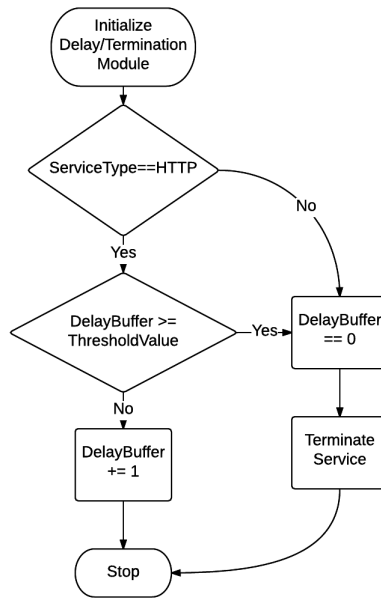 Initialize
Delay/Termination
Module
ServiceType==HTTP
No
Yes
DelayBuffer >=
ThresholdValue
Yes
DelayBuffer
== 0
No
DelayBuffer
+= 1
Terminate
Service
Stop